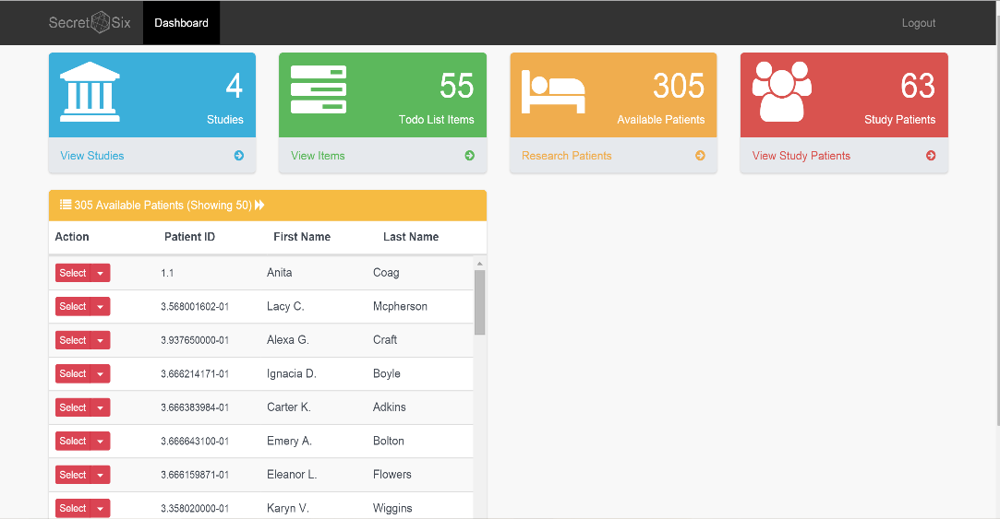 Secret Six Dashboard Logout
4 55 305 63
Studies Todo List Items Available Patients Study Patients
View Studies View Items Research Patients View Study Patients
305 Available Patients (Showing 50)
Action Patient ID First Name Last Name
Select 1.1 Anita Coag
Select 3.568001602-01 Lacy C. Mcpherson
Select 3.937650000-01 Alexa G. Craft
Select 3.666214171-01 Ignacia D. Boyle
Select 3.666383984-01 Carter K. Adkins
Select 3.666643100-01 Emery A. Bolton
Select 3.666159871-01 Eleanor L. Flowers
Select 3.358020000-01 Karyn V. Wiggins